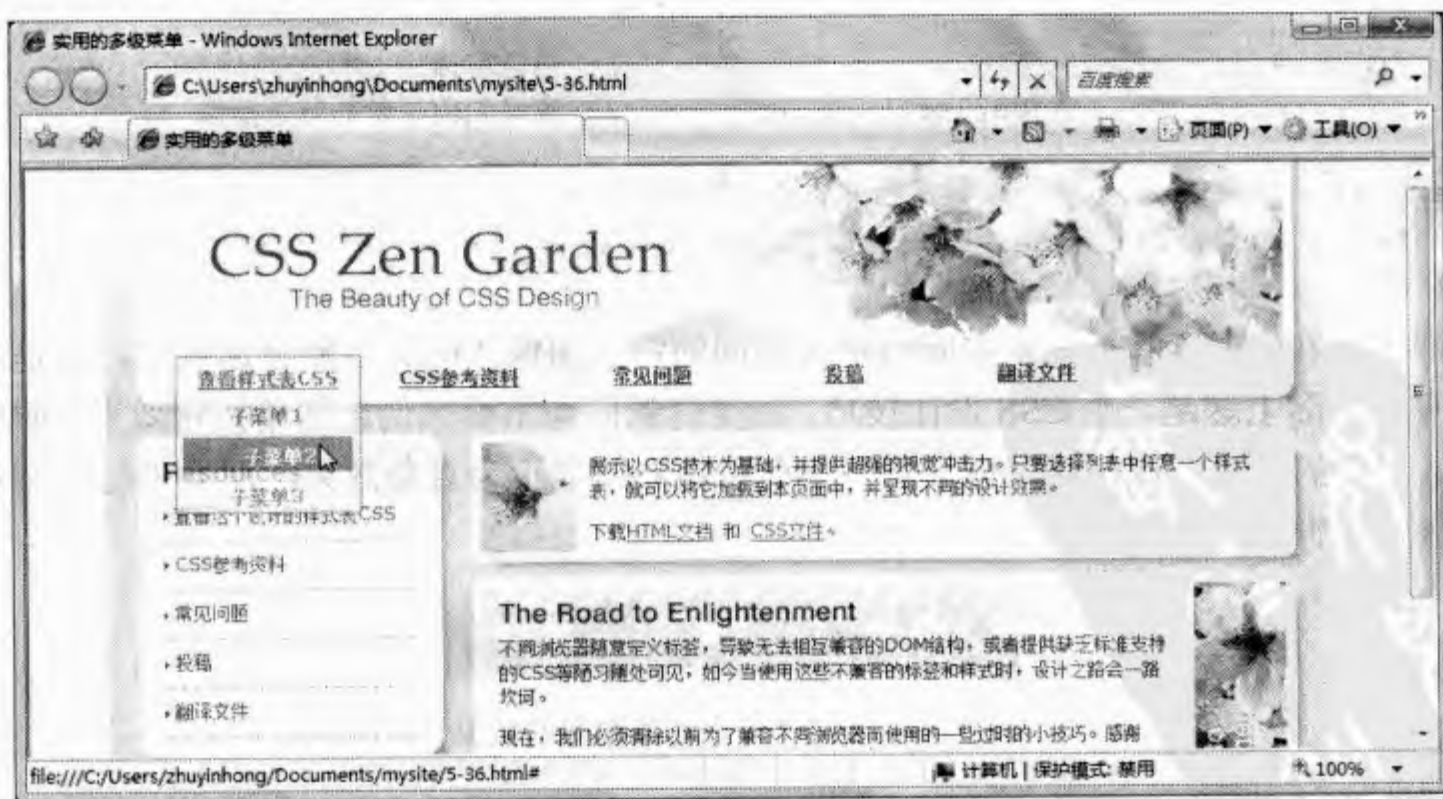 实用的多级菜单 - Windows Internet Explorer
C:\Users\zhuyinhong\Documents\mysite\5-36.html
百度搜索
实用的多级菜单
页面(P)
工具(O)
CSS Zen Garden
The Beauty of CSS Design
查看样式表CSS CSS参考资料 常见问题 投稿 翻译文件
子菜单1
子菜单2
子菜单3
Resources
查看这个设计的样式表CSS
CSS参考资料
常见问题
投稿
翻译文件
展示以CSS技术为基础，并提供超强的视觉冲击力。只要选择列表中任意一个样式
表，就可以将它加载到本页面中，并呈现不同的设计效果。
下载HTML文档 和 CSS文件。
The Road to Enlightenment
不同浏览器随意定义标签，导致无法相互兼容的DOM结构，或者提供缺乏标准支持
的CSS等陋习随处可见，如今当使用这些不兼容的标签和样式时，设计之路会一路
坎坷。
现在，我们必须清除以前为了兼容不同浏览器而使用的一些过时的小技巧。感谢
file:///C:/Users/zhuyinhong/Documents/mysite/5-36.html#
计算机 | 保护模式: 禁用
100%